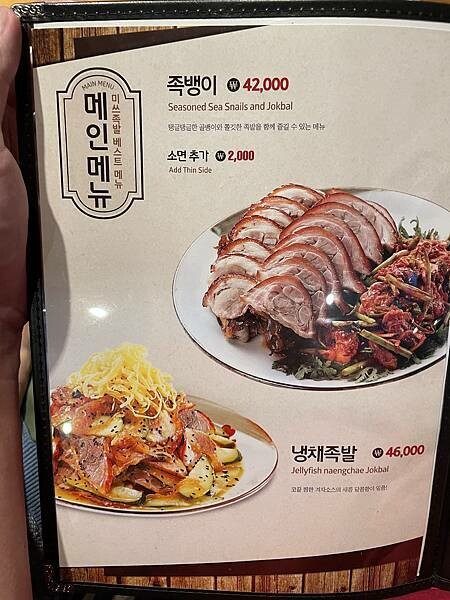 MAIN MENU
메인메뉴
미쓰족발 베스트 메뉴
족뱅이 ₩ 42,000
Seasoned Sea Snails and Jokbal
탱글탱글한 골뱅이와 쫄깃한 족발을 함께 즐길 수 있는 메뉴
소면 추가 ₩ 2,000
Add Thin Side
냉채족발 ₩ 46,000
Jellyfish naengchae Jokbal
코끝 찡한 겨자소스의 새콤 달콤함이 있음!